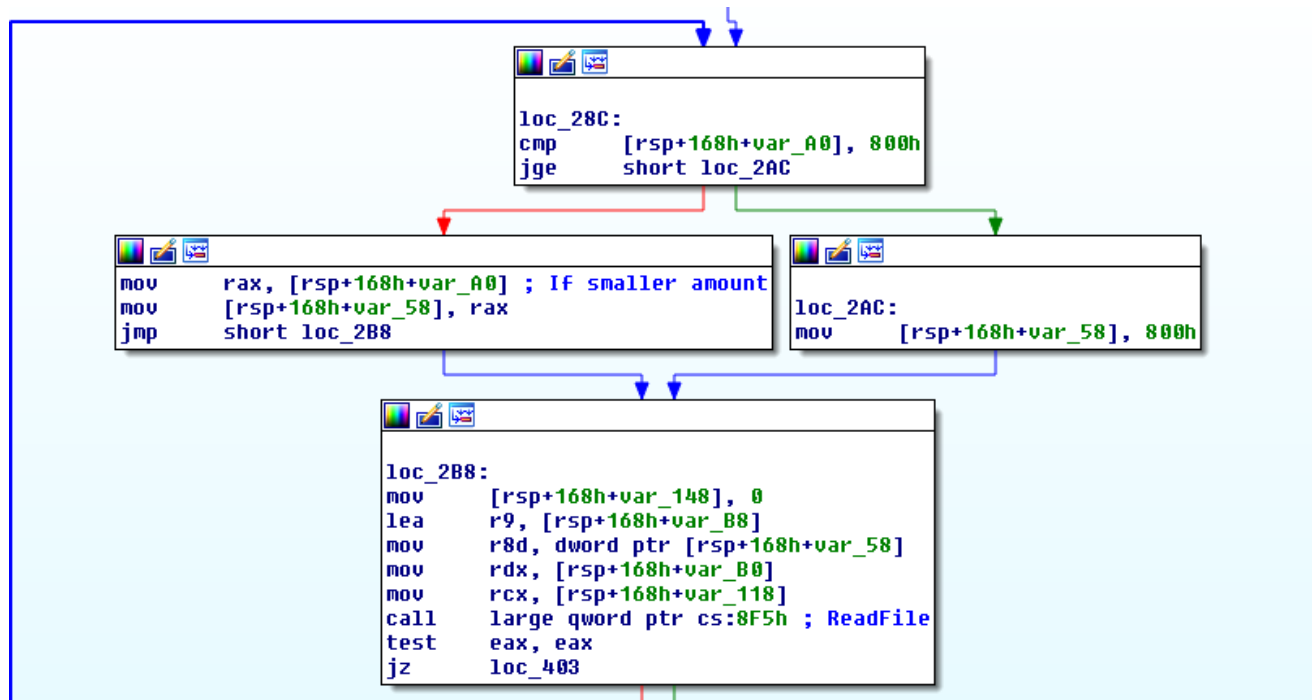 loc_28C:
cmp [rsp+168h+var_A0], 800h
jge short loc_2AC
mov rax, [rsp+168h+var_A0] ; If smaller amount
mov [rsp+168h+var_58], rax
jmp short loc_2B8
loc_2AC:
mov [rsp+168h+var_58], 800h
loc_2B8:
mov [rsp+168h+var_148], 0
lea r9, [rsp+168h+var_B8]
mov r8d, dword ptr [rsp+168h+var_58]
mov rdx, [rsp+168h+var_B0]
mov rcx, [rsp+168h+var_118]
call large qword ptr cs:8F5h ; ReadFile
test eax, eax
jz loc_403